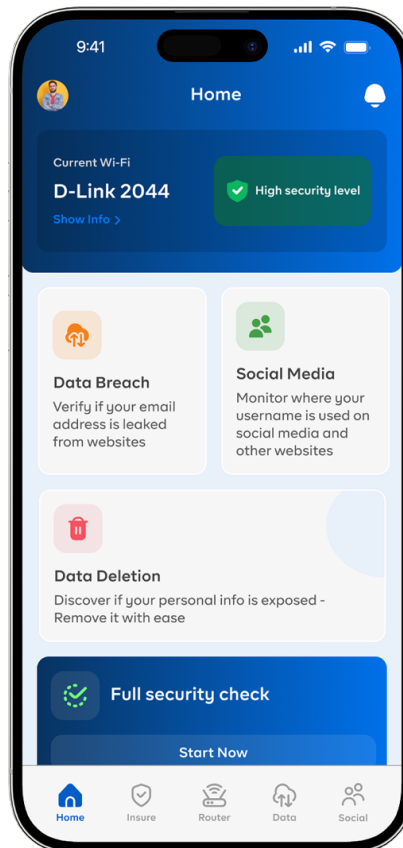 9:41
Home
Current Wi-Fi
D-Link 2044
Show Info >
High security level
Data Breach
Verify if your email
address is leaked
from websites
Social Media
Monitor where your
username is used on
social media and
other websites
Data Deletion
Discover if your personal info is exposed -
Remove it with ease
Full security check
Start Now
Home
Insure
Router
Data
Social